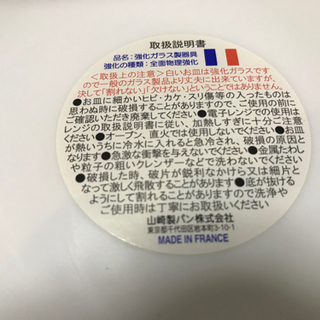 取扱説明書
品名:強化ガラス製器具
強化の種類:全面物理強化
<取扱上の注意>白いお皿は強化ガラスです
ので一般のガラス製品より丈夫に出来ていますが、
決して「割れない」「欠けない」ということではありません。
●お皿に細かいヒビ・カケ・スリ傷等の入ったものは
思わぬ時に破損することがありますので、ご使用の前に
ご確認いただき廃棄してください。●電子レンジでの使用は
レンジの取扱説明書に従い、加熱しすぎに十分ご注意
ください。●オーブン、直火では使用しないでください。●お皿
が熱いうちに冷水に入れると急冷され、破損の原因と
なります。●急激な衝撃を与えないでください。●金属たわし
や粒子の粗いクレンザーなどで洗わないでください
●破損した時、破片が鋭利なかけら又は細片と
なって激しく飛散することがあります。●底が抜ける
ようにして割れることがありますので洗浄や
ご使用時は丁寧にお取扱いください。
山崎製パン株式会社
東京都千代田区岩本町3-10-1
MADE IN FRANCE